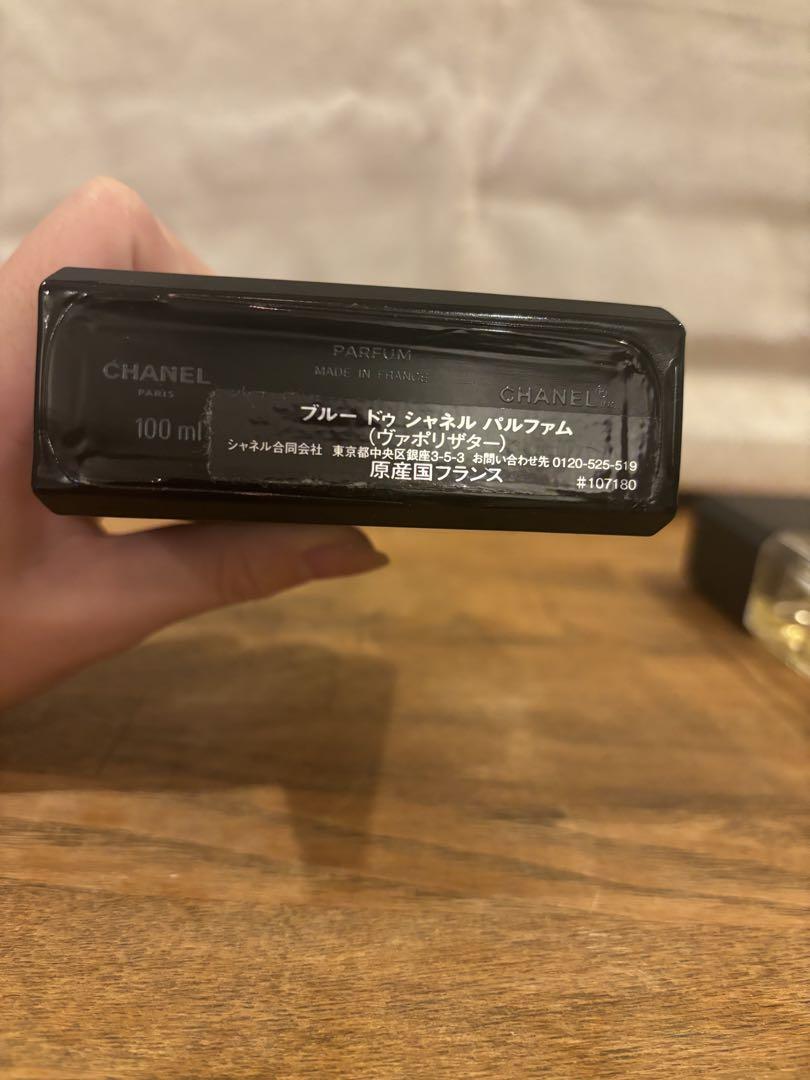 PARFUM
MADE IN FRANCE
CHANEL
PARIS
100 ml
CHANEL
ブルー ドゥ シャネル パルファム
(ヴァポリザター)
シャネル合同会社 東京都中央区銀座3-5-3 お問い合わせ先 0120-525-519
原産国フランス
#107180